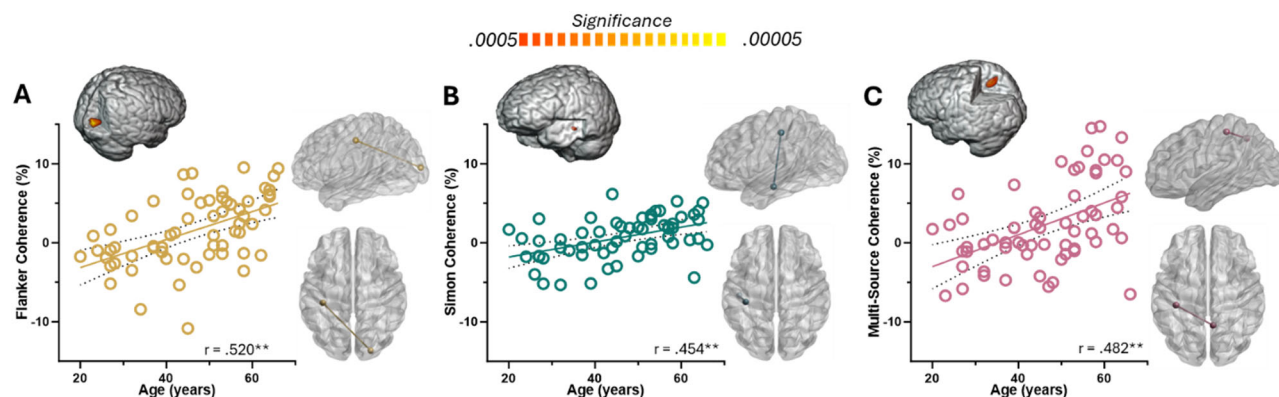 Significance
.0005 .00005
A
B
C
Flanker Coherence (%)
10
0
-10
20 40 60
Age (years)
r = .520**
Simon Coherence (%)
10
0
-10
20 40 60
Age (years)
r = .454**
Multi-Source Coherence (%)
10
0
-10
20 40 60
Age (years)
r = .482**